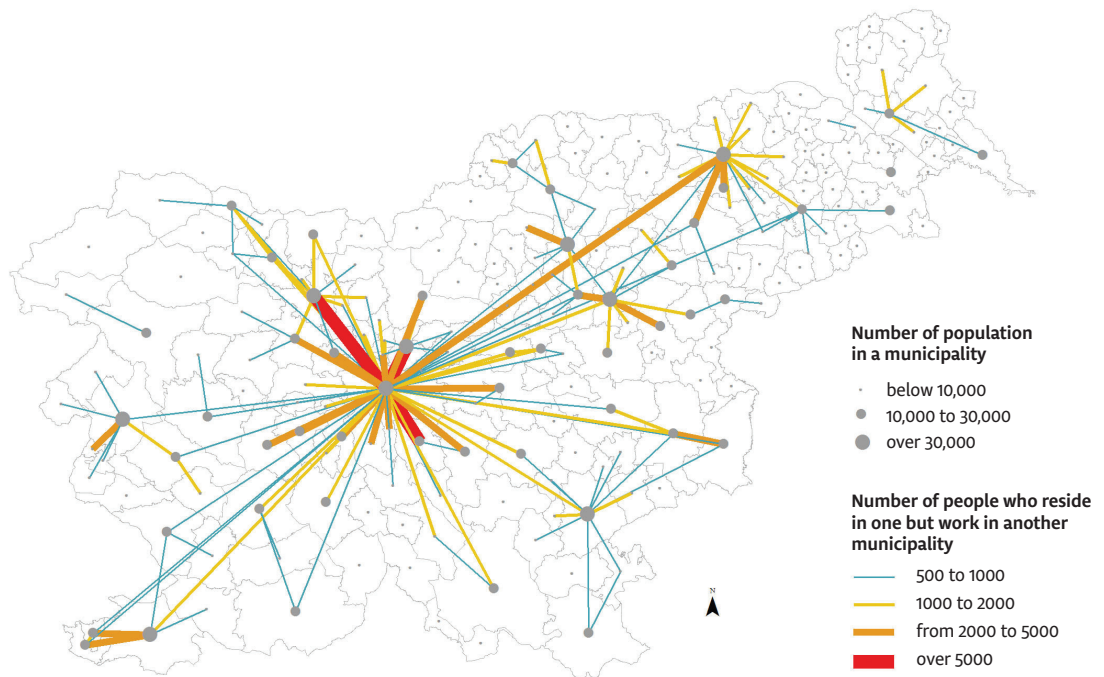 N
Number of population
in a municipality
below 10,000
10,000 to 30,000
over 30,000
Number of people who reside
in one but work in another
municipality
500 to 1000
1000 to 2000
from 2000 to 5000
over 5000